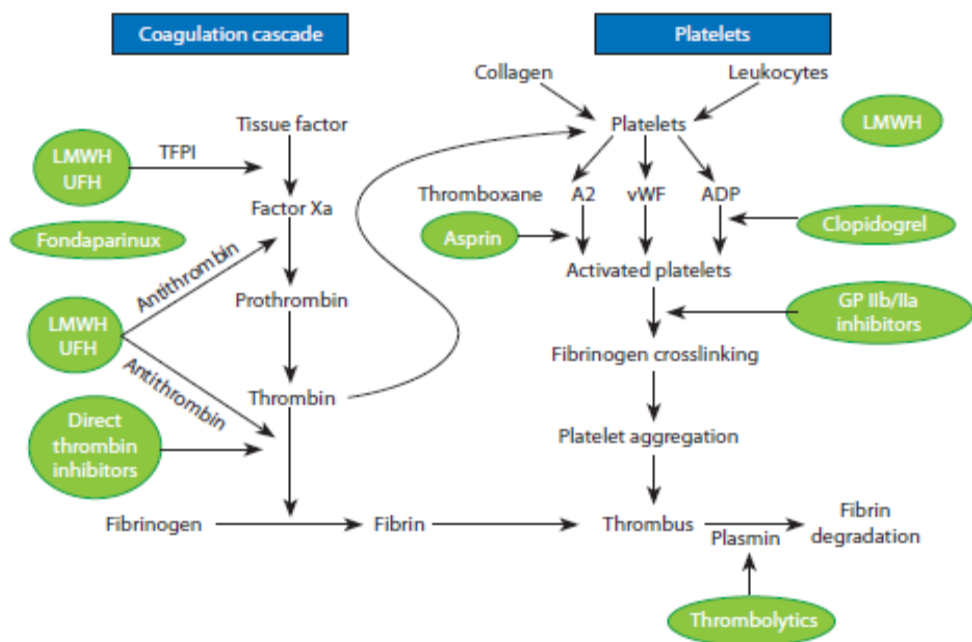 Coagulation cascade
Platelets
Collagen
Leukocytes
LMWH
Tissue factor
Platelets
LMWH
UFH
TFPI
Thromboxane
A2
vWF
ADP
Factor Xa
Fondaparinux
Asprin
Clopidogrel
Antithrombin
Activated platelets
Prothrombin
GP IIb/IIa
inhibitors
LMWH
UFH
Fibrinogen crosslinking
Antithrombin
Thrombin
Direct
thrombin
inhibitors
Platelet aggregation
Fibrinogen
Fibrin
Thrombus
Plasmin
Fibrin
degradation
Thrombolytics